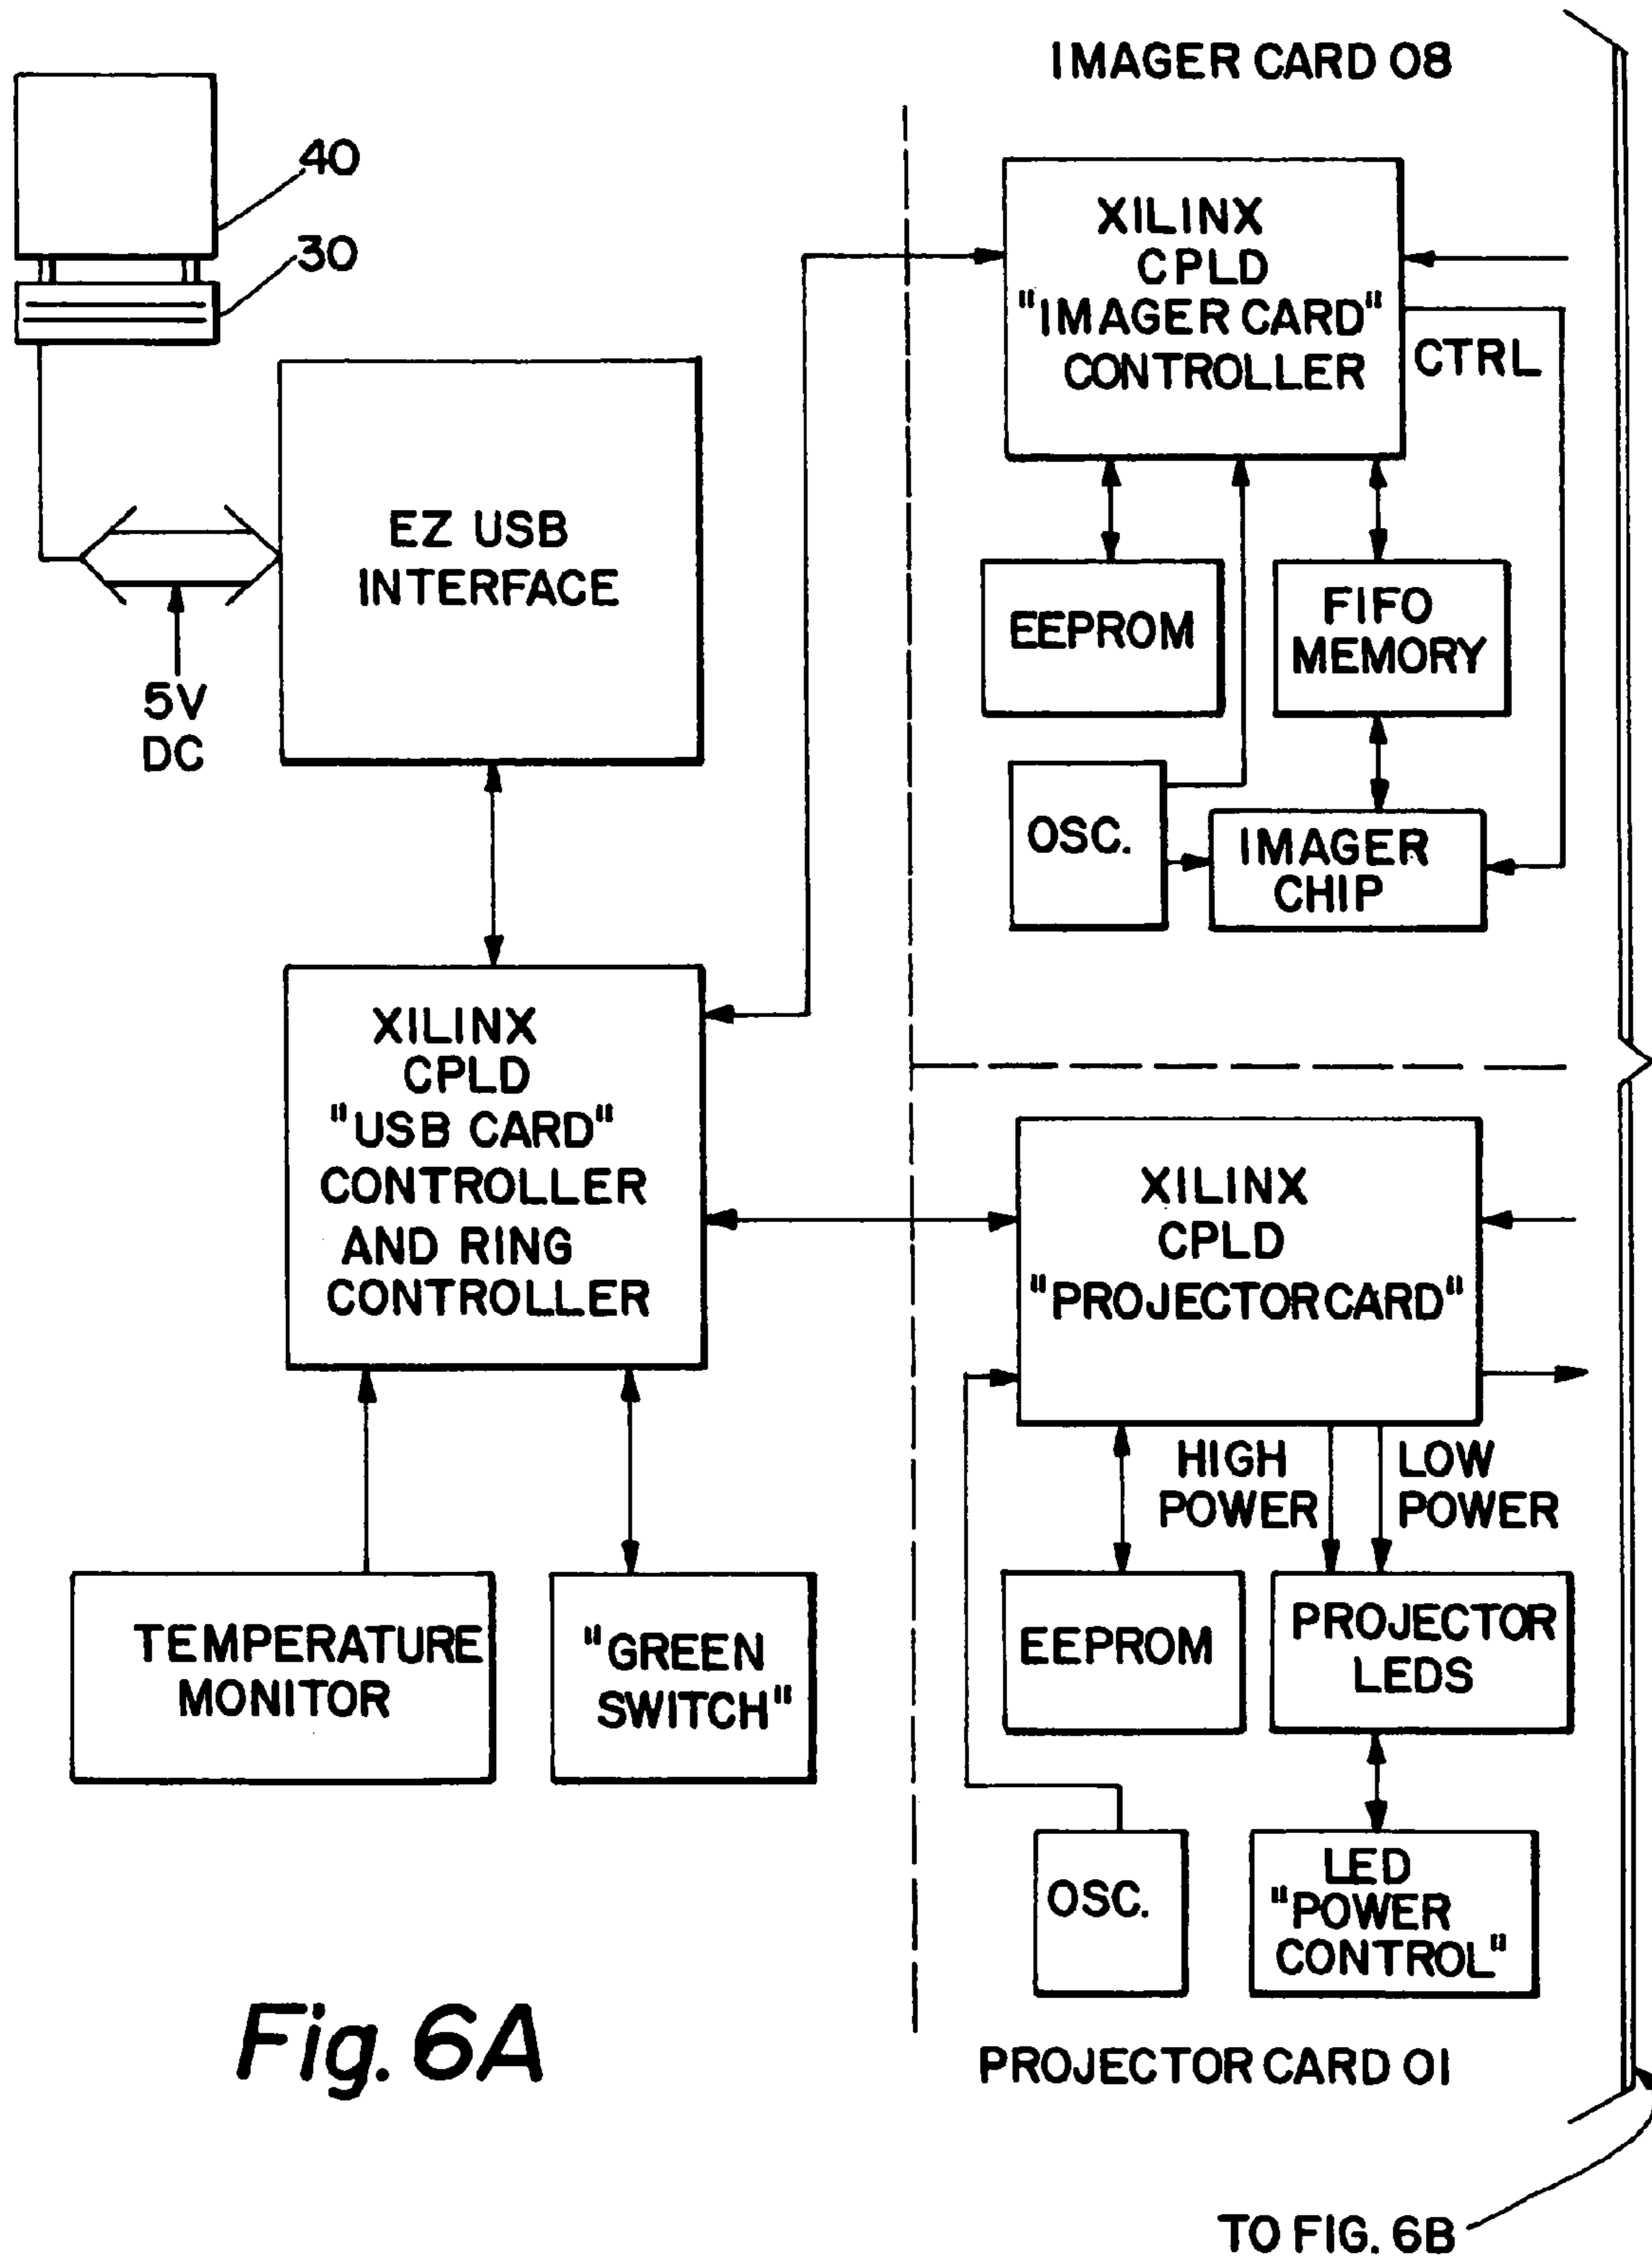 IMAGER CARD 08
40
30
XILINX
CPLD
"IMAGER CARD"
CONTROLLER
CTRL
EZ USB
INTERFACE
5V
DC
EEPROM
FIFO
MEMORY
OSC.
IMAGER
CHIP
XILINX
CPLD
"USB CARD"
CONTROLLER
AND RING
CONTROLLER
XILINX
CPLD
"PROJECTOR CARD"
HIGH
POWER
LOW
POWER
TEMPERATURE
MONITOR
"GREEN
SWITCH"
EEPROM
PROJECTOR
LEDS
OSC.
LED
"POWER
CONTROL"
Fig. 6A
PROJECTOR CARD 01
TO FIG. 6B